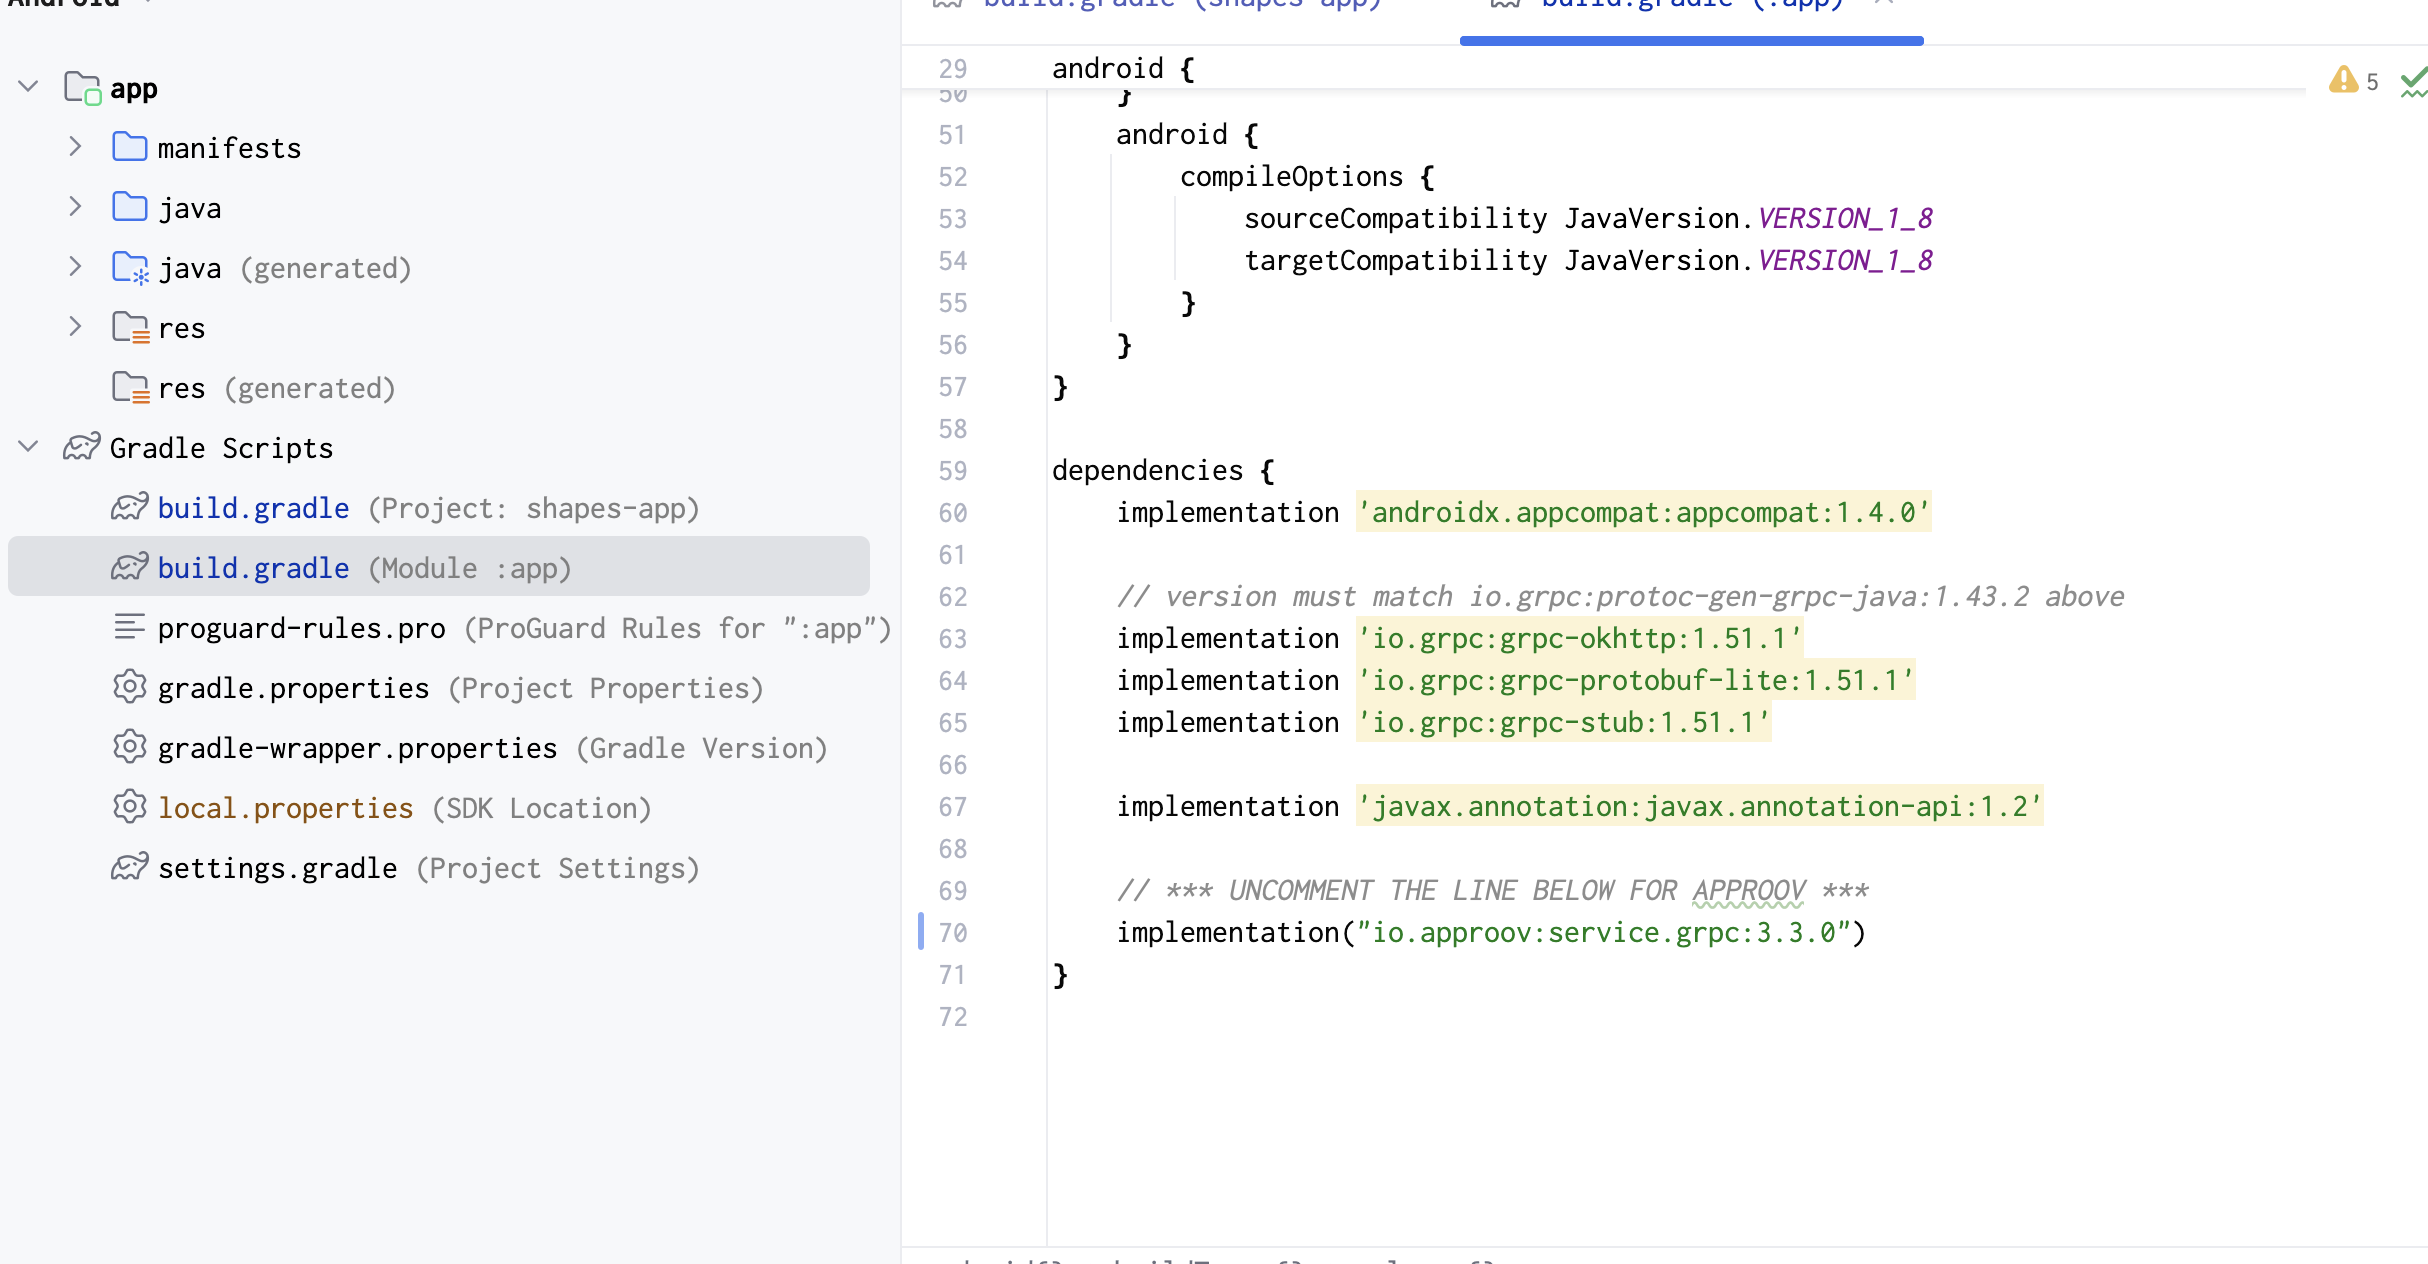 Android
app
manifests
java
java (generated)
res
res (generated)
Gradle Scripts
build.gradle (Project: shapes-app)
build.gradle (Module :app)
proguard-rules.pro (ProGuard Rules for ":app")
gradle.properties (Project Properties)
gradle-wrapper.properties (Gradle Version)
local.properties (SDK Location)
settings.gradle (Project Settings)
build.gradle (shapes-app)
build.gradle (:app)
5
29 android {
50 }
51 android {
52 compileOptions {
53 sourceCompatibility JavaVersion.VERSION_1_8
54 targetCompatibility JavaVersion.VERSION_1_8
55 }
56 }
57 }
58
59 dependencies {
60 implementation 'androidx.appcompat:appcompat:1.4.0'
61
62 // version must match io.grpc:protoc-gen-grpc-java:1.43.2 above
63 implementation 'io.grpc:grpc-okhttp:1.51.1'
64 implementation 'io.grpc:grpc-protobuf-lite:1.51.1'
65 implementation 'io.grpc:grpc-stub:1.51.1'
66
67 implementation 'javax.annotation:javax.annotation-api:1.2'
68
69 // *** UNCOMMENT THE LINE BELOW FOR APPROOV ***
70 implementation("io.approov:service.grpc:3.3.0")
71 }
72